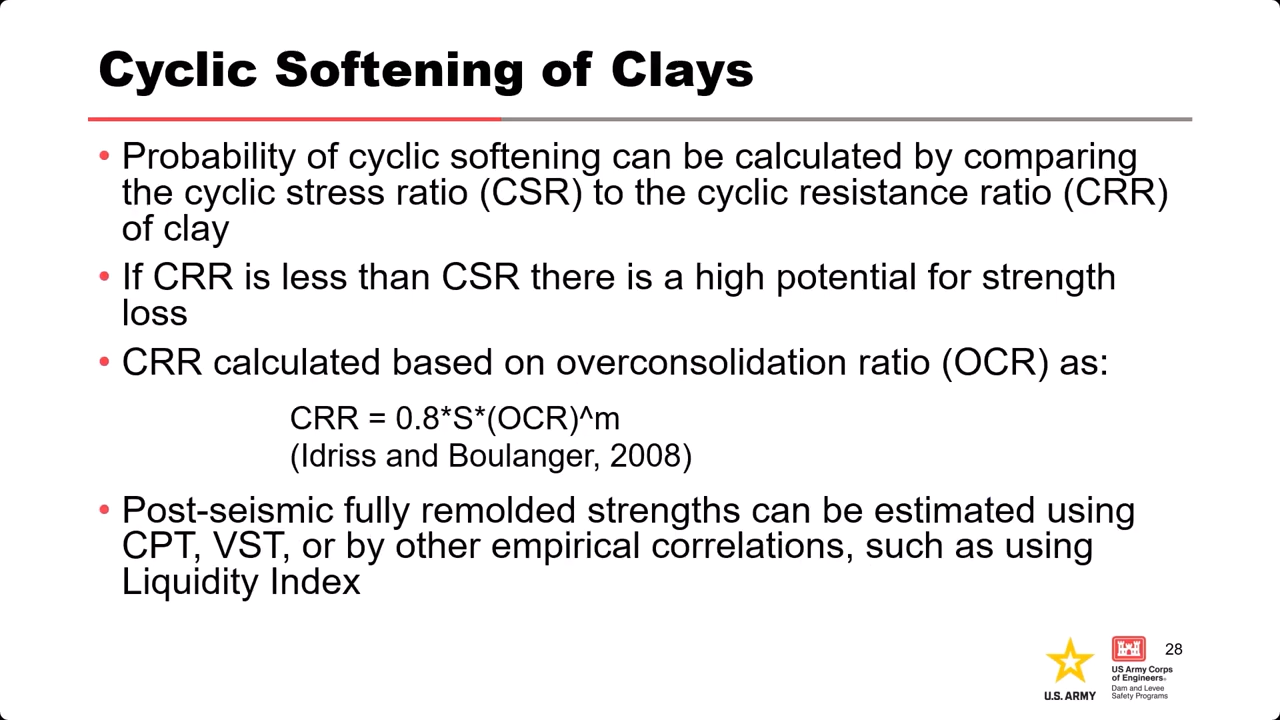 Cyclic Softening of Clays
• Probability of cyclic softening can be calculated by comparing
the cyclic stress ratio (CSR) to the cyclic resistance ratio (CRR)
of clay
• If CRR is less than CSR there is a high potential for strength
loss
• CRR calculated based on overconsolidation ratio (OCR) as:
CRR = 0.8*S*(OCR)^m
(Idriss and Boulanger, 2008)
• Post-seismic fully remolded strengths can be estimated using
CPT, VST, or by other empirical correlations, such as using
Liquidity Index
28
U.S. ARMY
US Army Corps
of Engineers®
Dam and Levee
Safety Programs